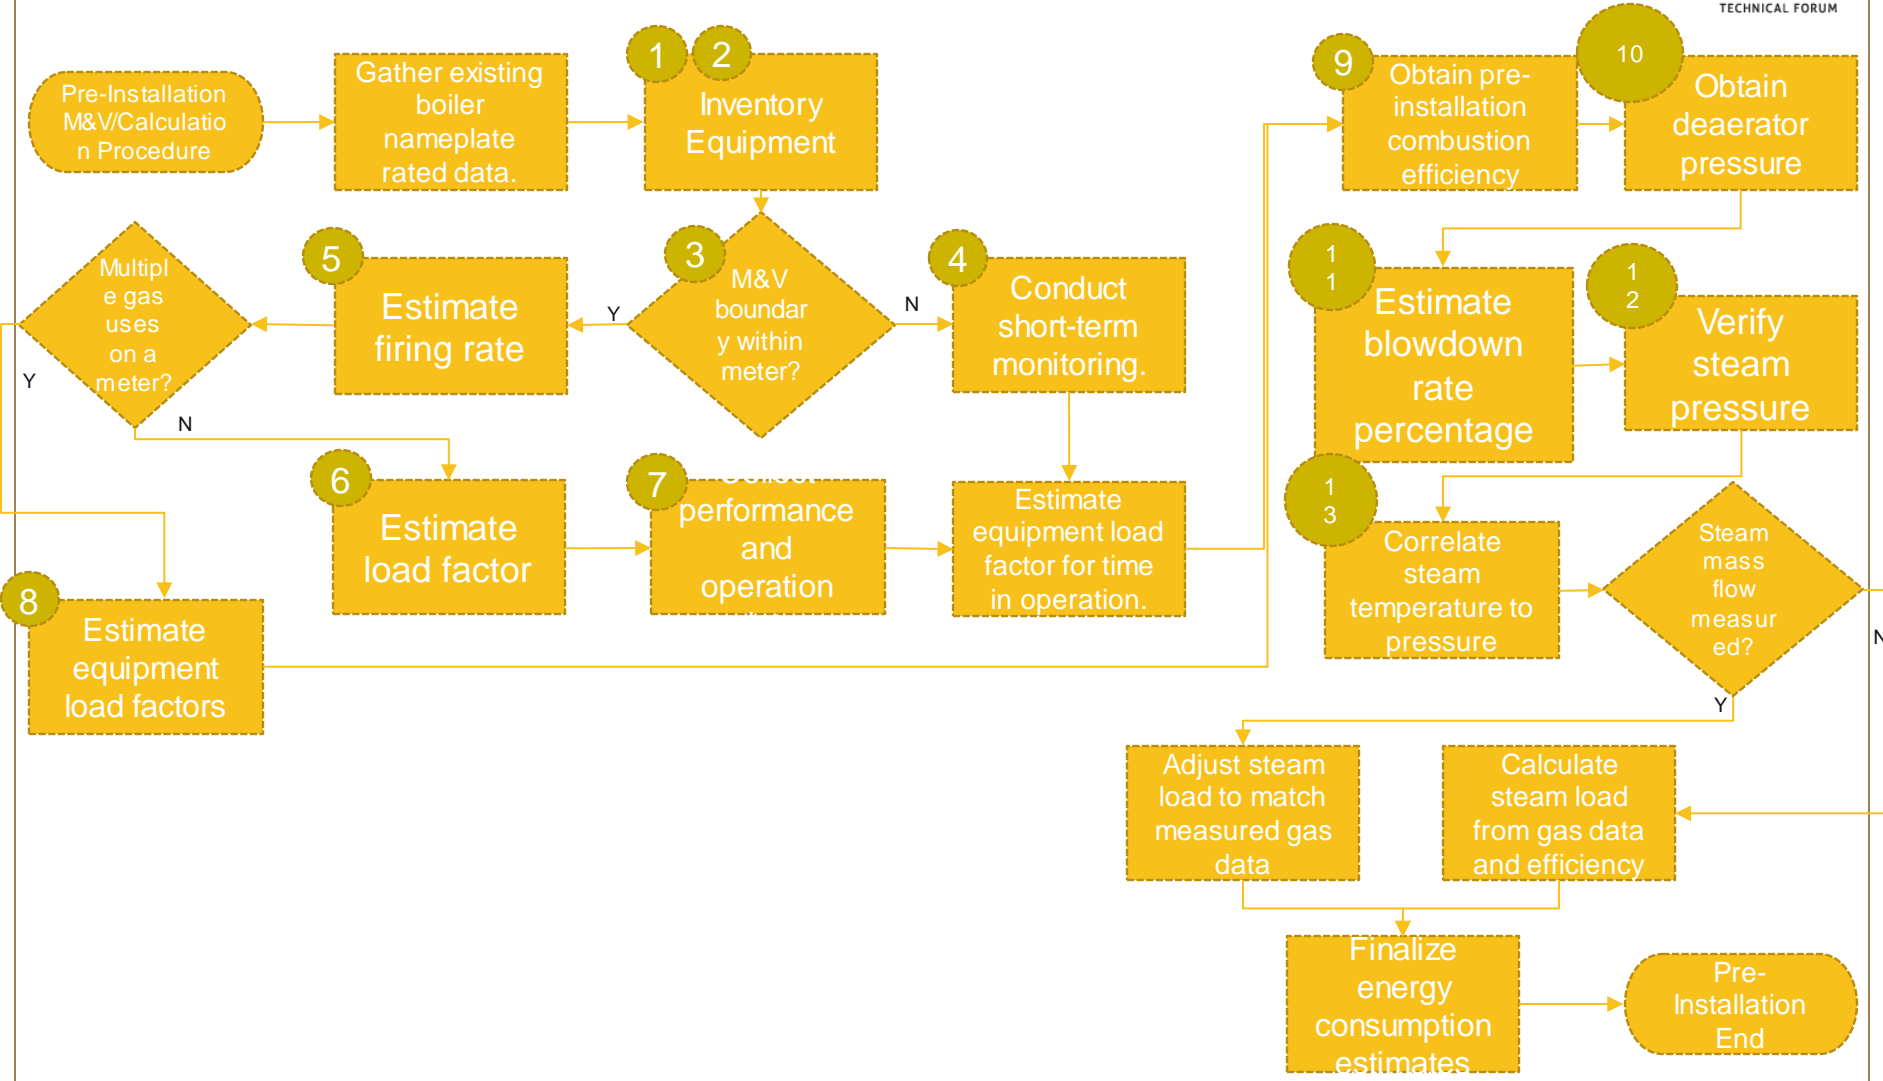 TECHNICAL FORUM
Pre-Installation
M&V/Calculatio
n Procedure
Gather existing
boiler
nameplate
rated data.
1
2
Inventory
Equipment
3
M&V
boundar
y within
meter?
Y
N
4
Conduct
short-term
monitoring.
5
Estimate
firing rate
Multipl
e gas
uses
on a
meter?
Y
N
6
Estimate
load factor
7
performance
and
operation
Estimate
equipment load
factor for time
in operation.
8
Estimate
equipment
load factors
9
Obtain pre-
installation
combustion
efficiency
10
Obtain
deaerator
pressure
1
1
Estimate
blowdown
rate
percentage
1
2
Verify
steam
pressure
1
3
Correlate
steam
temperature to
pressure
Steam
mass
flow
measur
ed?
N
Y
Adjust steam
load to match
measured gas
data
Calculate
steam load
from gas data
and efficiency
Finalize
energy
consumption
estimates
Pre-
Installation
End